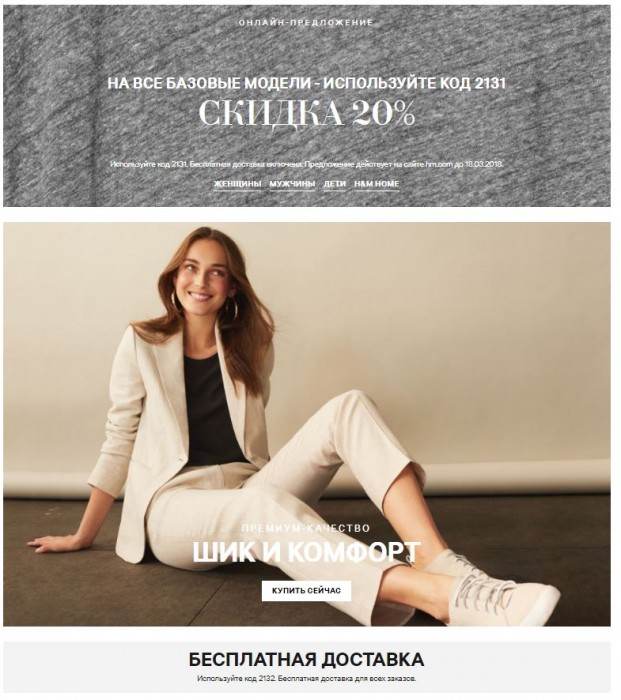 ОНЛАЙН-ПРЕДЛОЖЕНИЕ
НА ВСЕ БАЗОВЫЕ МОДЕЛИ - ИСПОЛЬЗУЙТЕ КОД 2131
СКИДКА 20%
Используйте код 2131. Бесплатная доставка включена. Предложение действует на сайте hm.com до 18.03.2018.
ЖЕНЩИНЫ МУЖЧИНЫ ДЕТИ H&M HOME
ПРЕМИУМ-КАЧЕСТВО
ШИК И КОМФОРТ
КУПИТЬ СЕЙЧАС
БЕСПЛАТНАЯ ДОСТАВКА
Используйте код 2132. Бесплатная доставка для всех заказов.